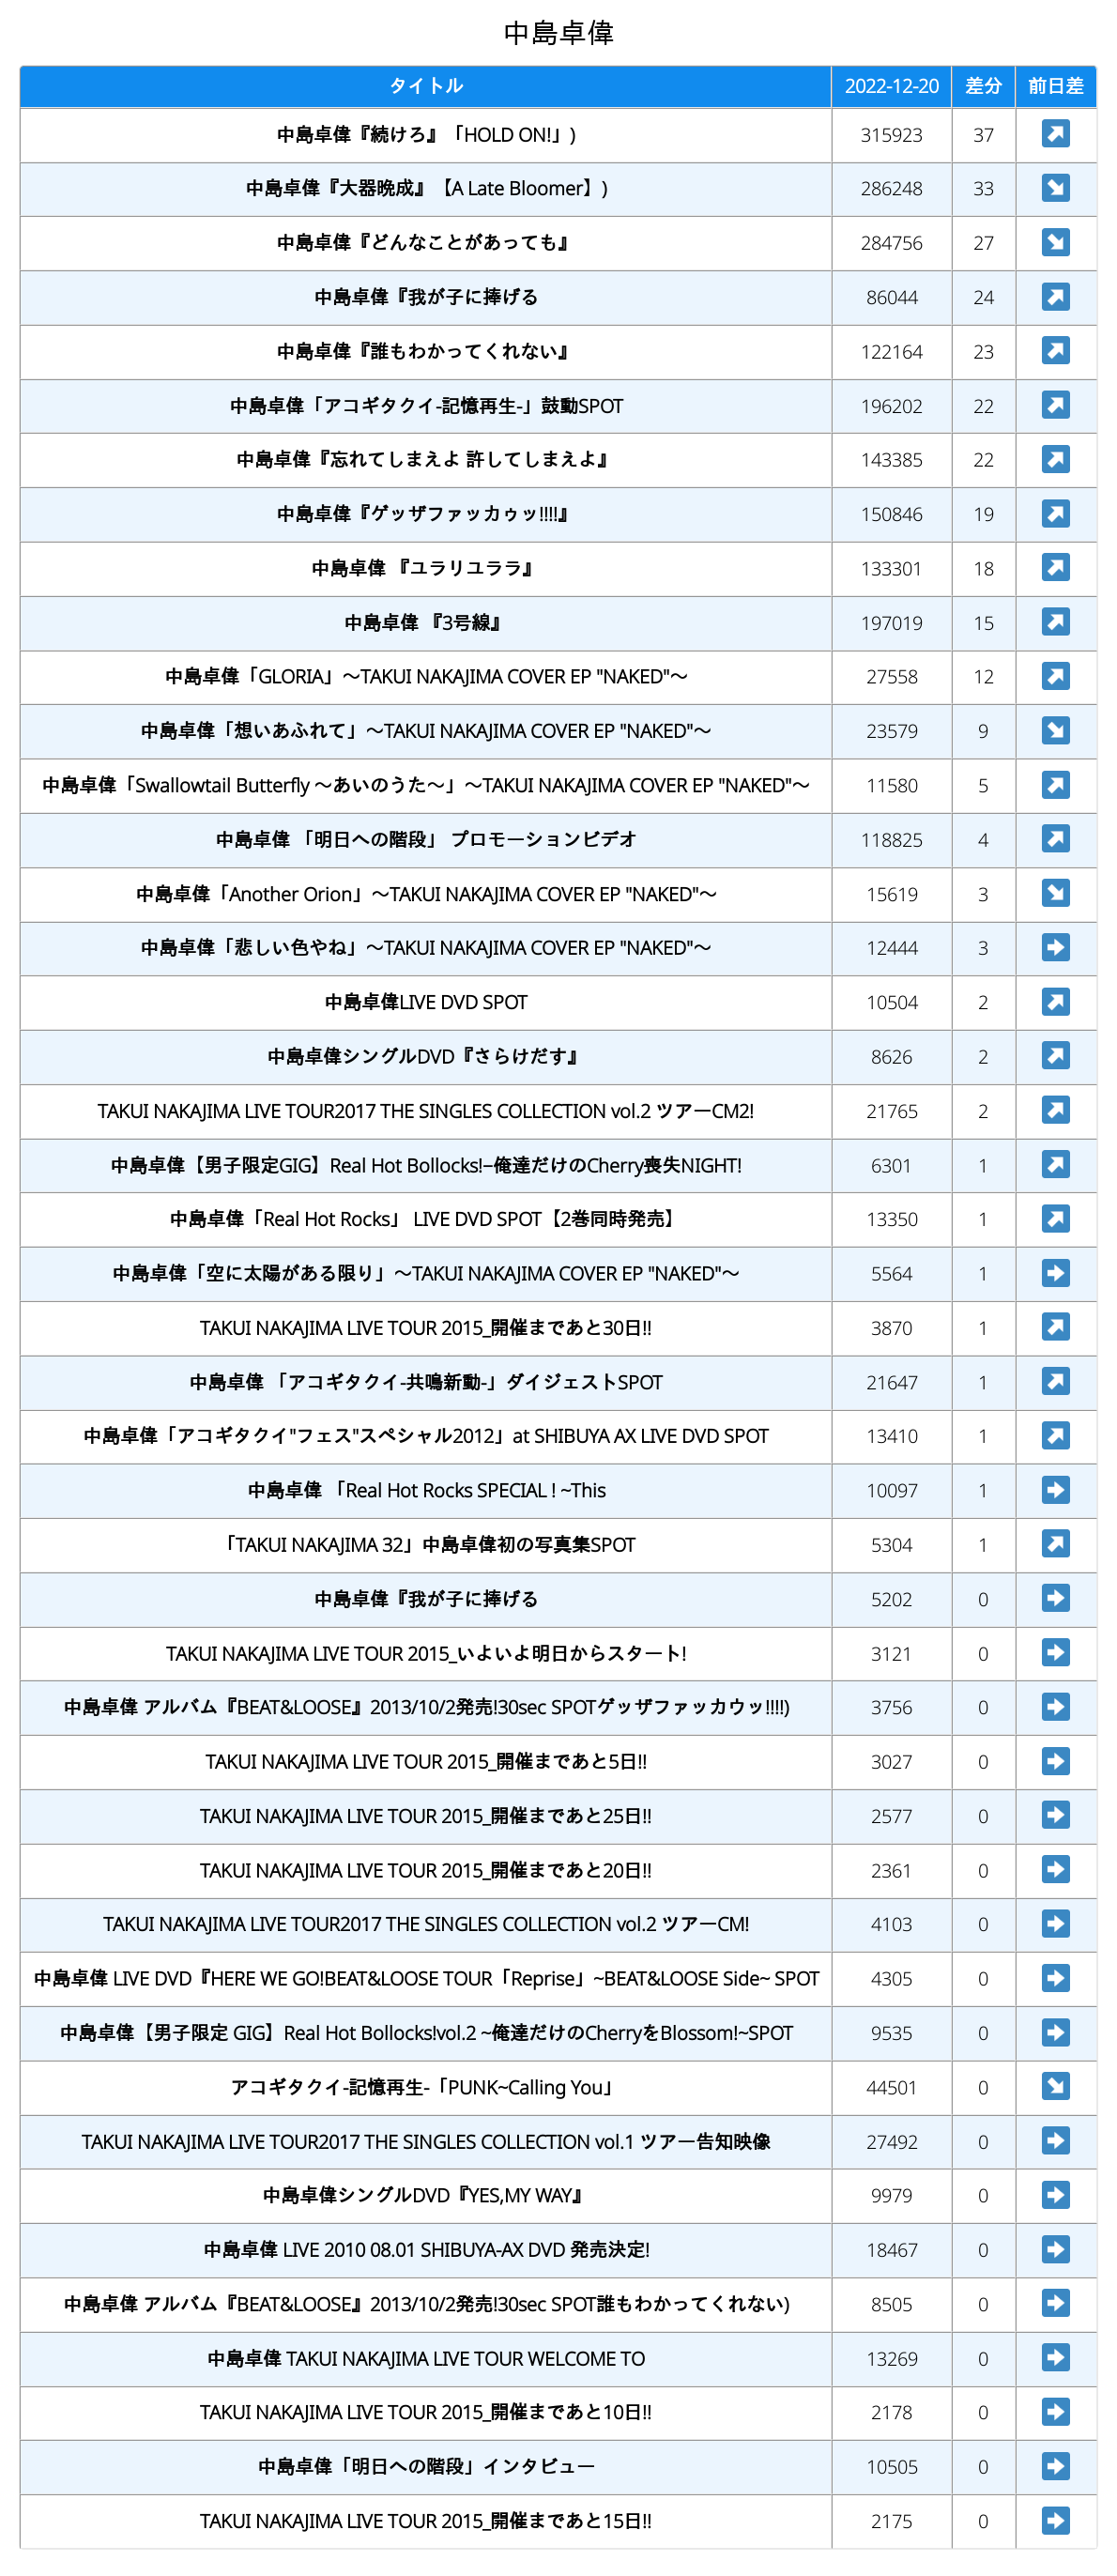 中島卓偉
タイトル 2022-12-20 差分 前日差
中島卓偉『続けろ』「HOLD ON!」) 315923 37 ↗
中島卓偉『大器晩成』【A Late Bloomer】) 286248 33 ↘
中島卓偉『どんなことがあっても』 284756 27 ↘
中島卓偉『我が子に捧げる 86044 24 ↗
中島卓偉『誰もわかってくれない』 122164 23 ↗
中島卓偉「アコギタクイ-記憶再生-」鼓動SPOT 196202 22 ↗
中島卓偉『忘れてしまえよ 許してしまえよ』 143385 22 ↗
中島卓偉『ゲッザファッカゥッ!!!!』 150846 19 ↗
中島卓偉 『ユラリユララ』 133301 18 ↗
中島卓偉 『3号線』 197019 15 ↗
中島卓偉「GLORIA」〜TAKUI NAKAJIMA COVER EP "NAKED"〜 27558 12 ↗
中島卓偉「想いあふれて」〜TAKUI NAKAJIMA COVER EP "NAKED"〜 23579 9 ↘
中島卓偉「Swallowtail Butterfly 〜あいのうた〜」〜TAKUI NAKAJIMA COVER EP "NAKED"〜 11580 5 ↗
中島卓偉 「明日への階段」 プロモーションビデオ 118825 4 ↗
中島卓偉「Another Orion」〜TAKUI NAKAJIMA COVER EP "NAKED"〜 15619 3 ↘
中島卓偉「悲しい色やね」〜TAKUI NAKAJIMA COVER EP "NAKED"〜 12444 3 ➡
中島卓偉LIVE DVD SPOT 10504 2 ↗
中島卓偉シングルDVD『さらけだす』 8626 2 ↗
TAKUI NAKAJIMA LIVE TOUR2017 THE SINGLES COLLECTION vol.2 ツアーCM2! 21765 2 ↗
中島卓偉【男子限定GIG】Real Hot Bollocks!−俺達だけのCherry喪失NIGHT! 6301 1 ↗
中島卓偉「Real Hot Rocks」 LIVE DVD SPOT【2巻同時発売】 13350 1 ↗
中島卓偉「空に太陽がある限り」〜TAKUI NAKAJIMA COVER EP "NAKED"〜 5564 1 ➡
TAKUI NAKAJIMA LIVE TOUR 2015_開催まであと30日!! 3870 1 ↗
中島卓偉 「アコギタクイ-共鳴新動-」ダイジェストSPOT 21647 1 ↗
中島卓偉「アコギタクイ"フェス"スペシャル2012」at SHIBUYA AX LIVE DVD SPOT 13410 1 ↗
中島卓偉 「Real Hot Rocks SPECIAL ! ~This 10097 1 ➡
「TAKUI NAKAJIMA 32」中島卓偉初の写真集SPOT 5304 1 ↗
中島卓偉『我が子に捧げる 5202 0 ➡
TAKUI NAKAJIMA LIVE TOUR 2015_いよいよ明日からスタート! 3121 0 ➡
中島卓偉 アルバム『BEAT&LOOSE』2013/10/2発売!30sec SPOTゲッザファッカウッ!!!!) 3756 0 ➡
TAKUI NAKAJIMA LIVE TOUR 2015_開催まであと5日!! 3027 0 ➡
TAKUI NAKAJIMA LIVE TOUR 2015_開催まであと25日!! 2577 0 ➡
TAKUI NAKAJIMA LIVE TOUR 2015_開催まであと20日!! 2361 0 ➡
TAKUI NAKAJIMA LIVE TOUR2017 THE SINGLES COLLECTION vol.2 ツアーCM! 4103 0 ➡
中島卓偉 LIVE DVD『HERE WE GO!BEAT&LOOSE TOUR「Reprise」~BEAT&LOOSE Side~ SPOT 4305 0 ➡
中島卓偉【男子限定 GIG】Real Hot Bollocks!vol.2 ~俺達だけのCherryをBlossom!~SPOT 9535 0 ➡
アコギタクイ-記憶再生-「PUNK~Calling You」 44501 0 ↘
TAKUI NAKAJIMA LIVE TOUR2017 THE SINGLES COLLECTION vol.1 ツアー告知映像 27492 0 ➡
中島卓偉シングルDVD『YES,MY WAY』 9979 0 ➡
中島卓偉 LIVE 2010 08.01 SHIBUYA-AX DVD 発売決定! 18467 0 ➡
中島卓偉 アルバム『BEAT&LOOSE』2013/10/2発売!30sec SPOT誰もわかってくれない) 8505 0 ➡
中島卓偉 TAKUI NAKAJIMA LIVE TOUR WELCOME TO 13269 0 ➡
TAKUI NAKAJIMA LIVE TOUR 2015_開催まであと10日!! 2178 0 ➡
中島卓偉「明日への階段」インタビュー 10505 0 ➡
TAKUI NAKAJIMA LIVE TOUR 2015_開催まであと15日!! 2175 0 ➡